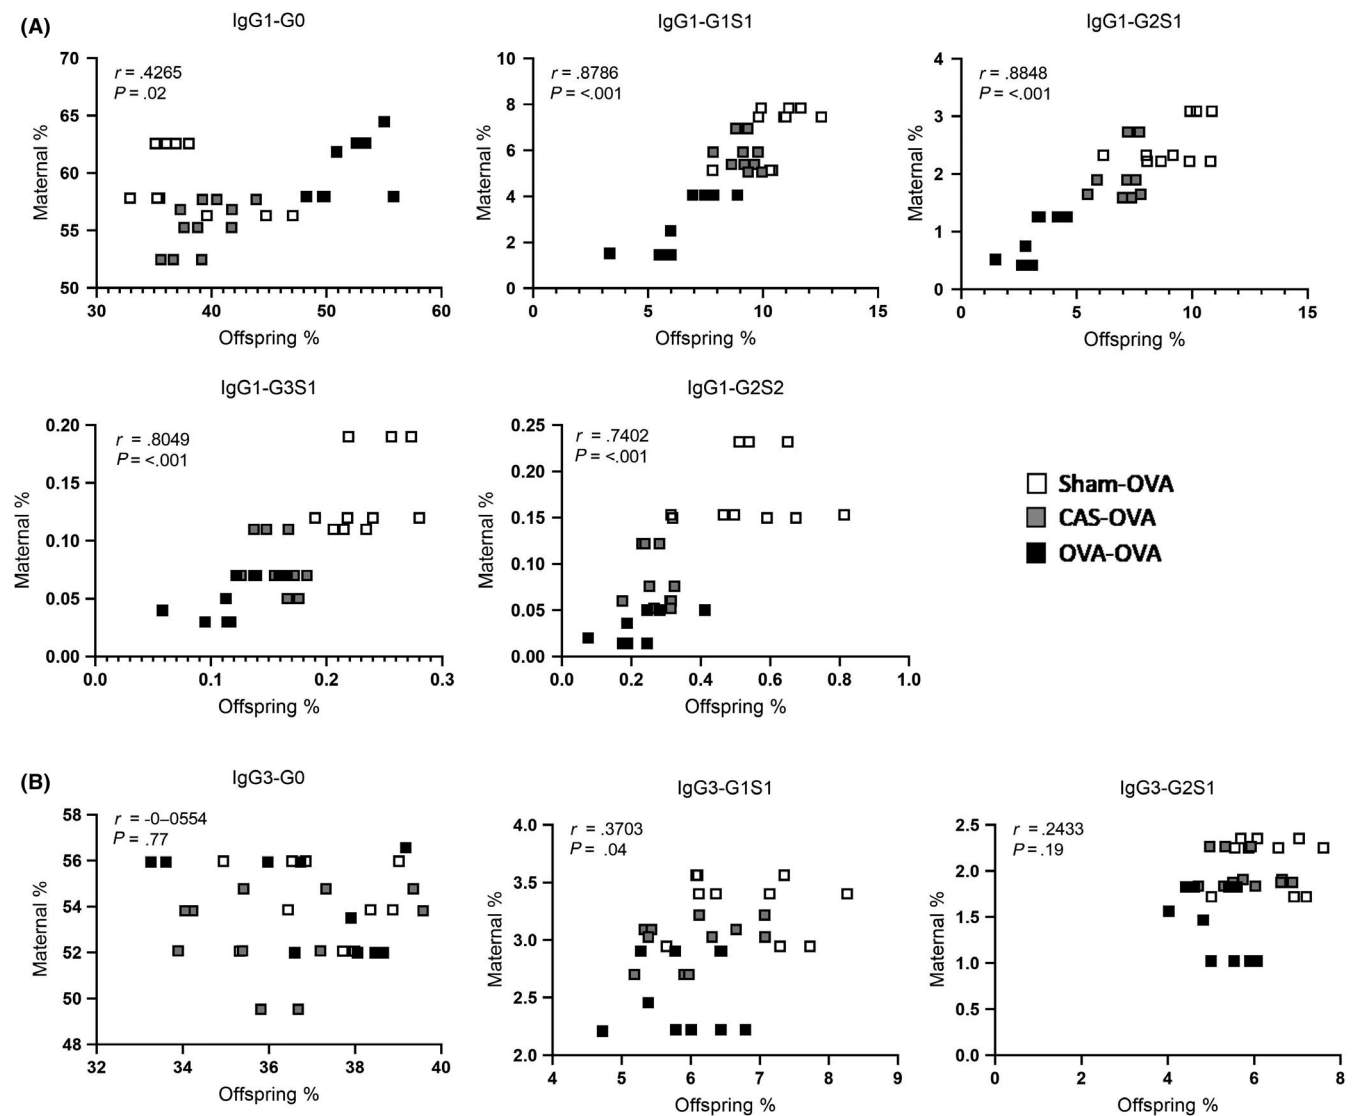 (A)
IgG1-G0
r = .4265
P = .02
70
65
60
55
50
Maternal %
30 40 50 60
Offspring %
IgG1-G1S1
r = .8786
P = <.001
10
8
6
4
2
0
Maternal %
0 5 10 15
Offspring %
IgG1-G2S1
r = .8848
P = <.001
4
3
2
1
0
Maternal %
0 5 10 15
Offspring %
IgG1-G3S1
r = .8049
P = <.001
0.20
0.15
0.10
0.05
0.00
Maternal %
0.0 0.1 0.2 0.3
Offspring %
IgG1-G2S2
r = .7402
P = <.001
0.25
0.20
0.15
0.10
0.05
0.00
Maternal %
0.0 0.2 0.4 0.6 0.8 1.0
Offspring %
Sham-OVA
CAS-OVA
OVA-OVA
(B)
IgG3-G0
r = -0–0554
P = .77
58
56
54
52
50
48
Maternal %
32 34 36 38 40
Offspring %
IgG3-G1S1
r = .3703
P = .04
4.0
3.5
3.0
2.5
2.0
Maternal %
4 5 6 7 8 9
Offspring %
IgG3-G2S1
r = .2433
P = .19
2.5
2.0
1.5
1.0
0.5
0.0
Maternal %
0 2 4 6 8
Offspring %